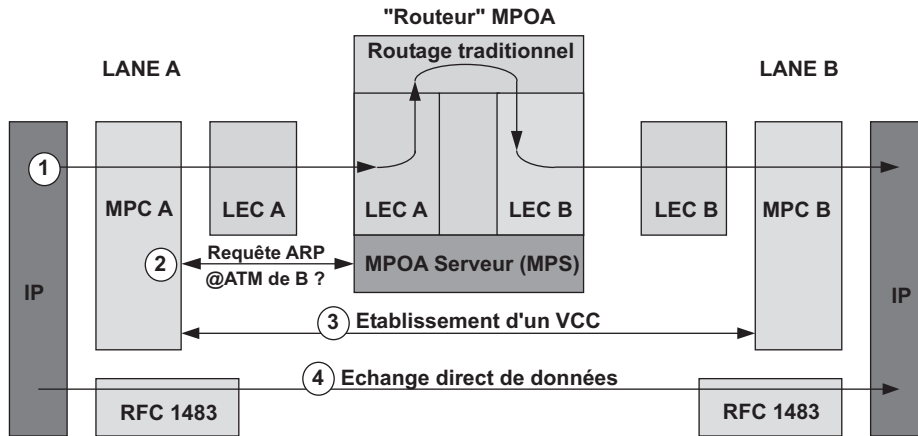 "Routeur" MPOA
Routage traditionnel
LANE A
LANE B
1
MPC A
LEC A
LEC A
LEC B
LEC B
MPC B
2
Requête ARP
@ATM de B ?
MPOA Serveur (MPS)
IP
IP
3 Etablissement d'un VCC
4 Echange direct de données
RFC 1483
RFC 1483